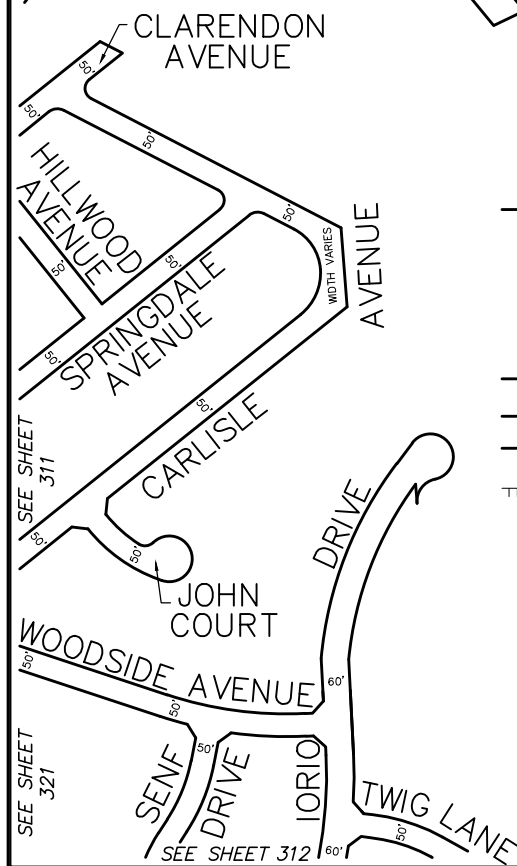 CLARENDON
AVENUE
50'
50'
50'
HILLWOOD
AVENUE
50'
50'
WIDTH VARIES
AVENUE
50'
SPRINGDALE
AVENUE
50'
50'
CARLISLE
SEE SHEET
311
50'
50'
JOHN
COURT
DRIVE
WOODSIDE AVENUE
50'
50'
60'
50'
SENF
DRIVE
IORIO
TWIG LANE
50'
SEE SHEET
321
SEE SHEET 312
60'